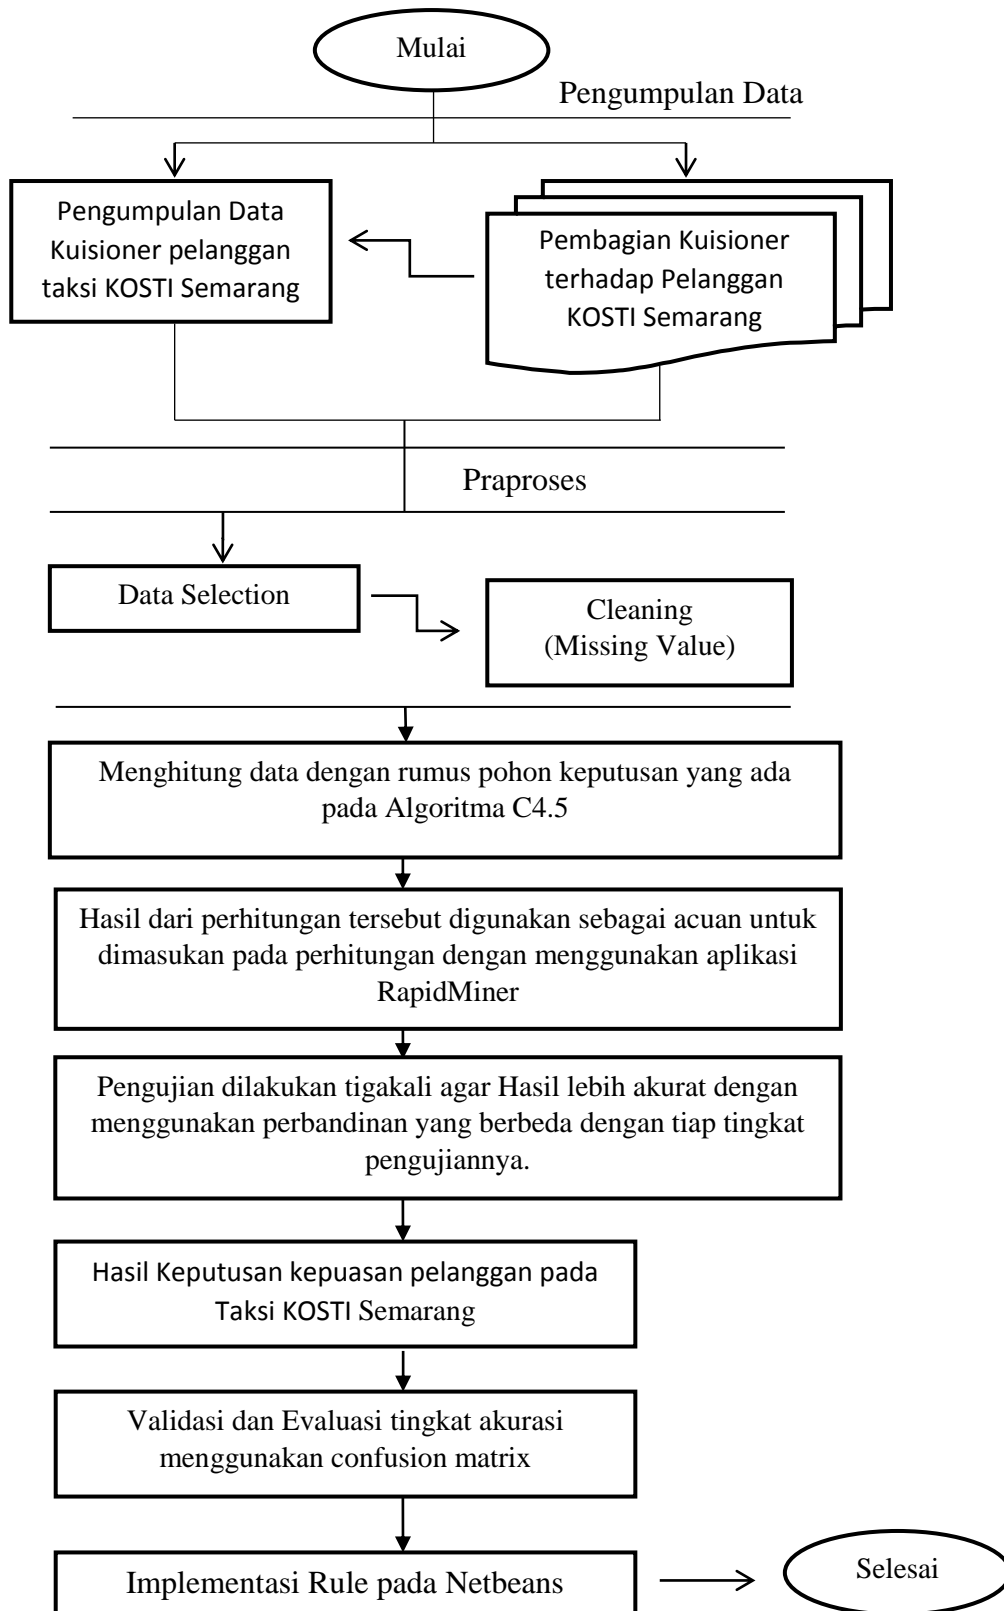 Mulai
Pengumpulan Data
Pengumpulan Data
Kuisioner pelanggan
taksi KOSTI Semarang
Pembagian Kuisioner
terhadap Pelanggan
KOSTI Semarang
Praproses
Data Selection
Cleaning
(Missing Value)
Menghitung data dengan rumus pohon keputusan yang ada
pada Algoritma C4.5
Hasil dari perhitungan tersebut digunakan sebagai acuan untuk
dimasukan pada perhitungan dengan menggunakan aplikasi
RapidMiner
Pengujian dilakukan tigakali agar Hasil lebih akurat dengan
menggunakan perbandinan yang berbeda dengan tiap tingkat
pengujiannya.
Hasil Keputusan kepuasan pelanggan pada
Taksi KOSTI Semarang
Validasi dan Evaluasi tingkat akurasi
menggunakan confusion matrix
Implementasi Rule pada Netbeans
Selesai